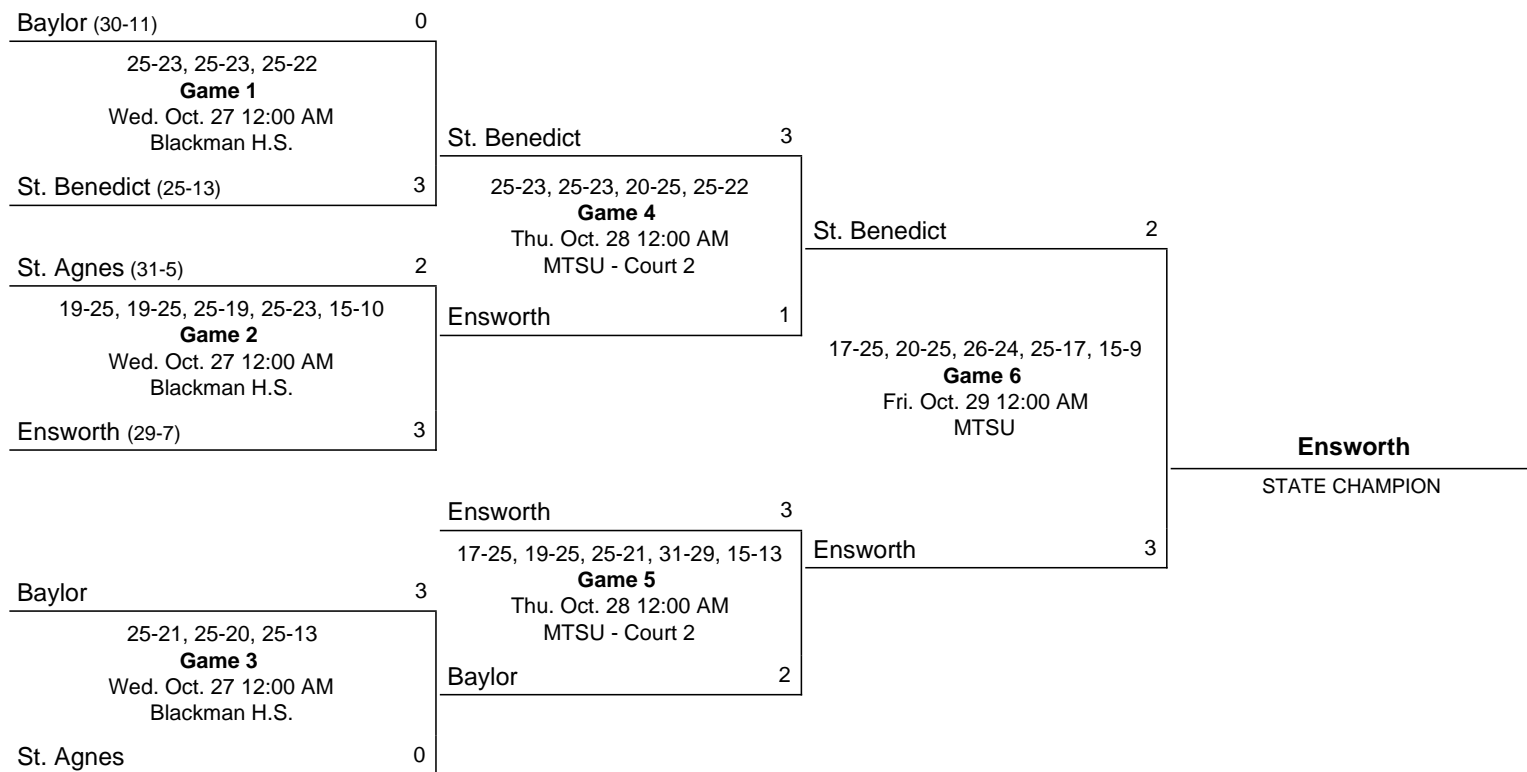 Baylor (30-11) 0
25-23, 25-23, 25-22
Game 1
Wed. Oct. 27 12:00 AM
Blackman H.S.
St. Benedict (25-13) 3
St. Agnes (31-5) 2
19-25, 19-25, 25-19, 25-23, 15-10
Game 2
Wed. Oct. 27 12:00 AM
Blackman H.S.
Ensworth (29-7) 3
Baylor 3
25-21, 25-20, 25-13
Game 3
Wed. Oct. 27 12:00 AM
Blackman H.S.
St. Agnes 0
St. Benedict 3
25-23, 25-23, 20-25, 25-22
Game 4
Thu. Oct. 28 12:00 AM
MTSU - Court 2
Ensworth 1
Ensworth 3
17-25, 19-25, 25-21, 31-29, 15-13
Game 5
Thu. Oct. 28 12:00 AM
MTSU - Court 2
Baylor 2
St. Benedict 2
17-25, 20-25, 26-24, 25-17, 15-9
Game 6
Fri. Oct. 29 12:00 AM
MTSU
Ensworth 3
Ensworth
STATE CHAMPION